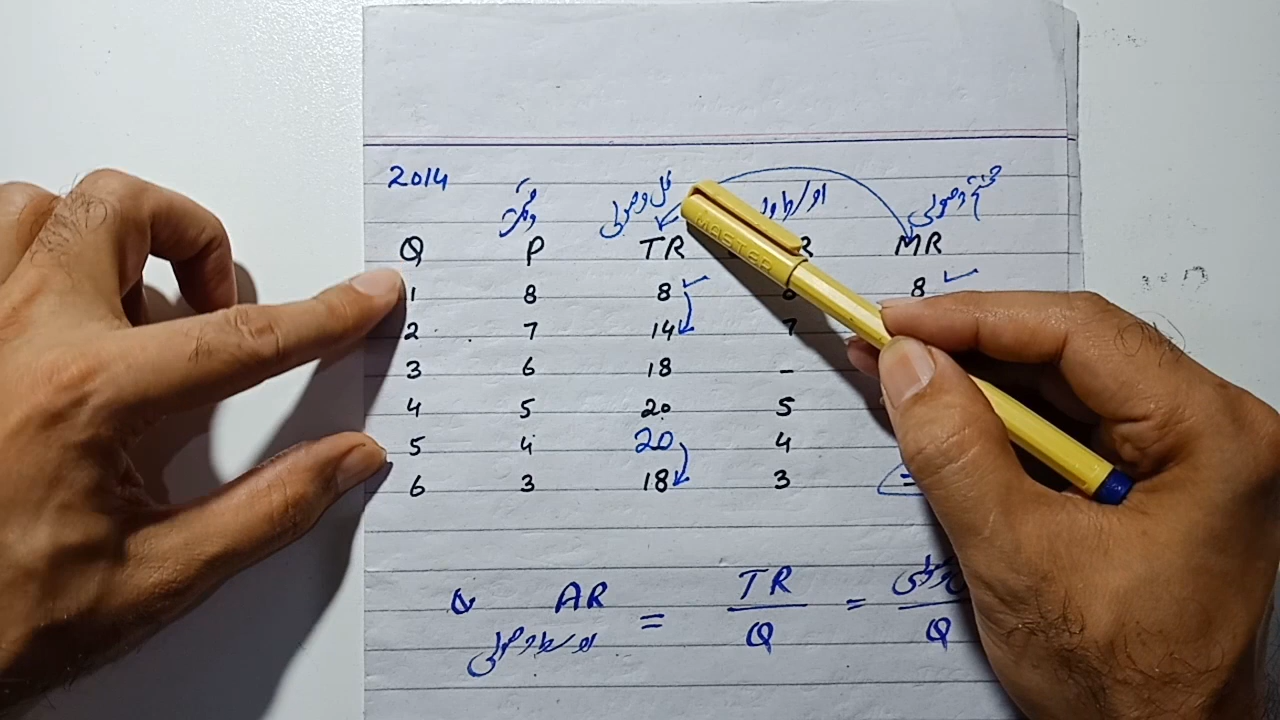 2014
قیمت کل وصولی اوسط مختتم وصولی
Q P TR R MR
1 8 8 8
2 7 14 7
3 6 18 -
4 5 20 5
5 4 20 4
6 3 18 3 =
AR = TR / Q = / Q
اوسط وصولی
MASTER